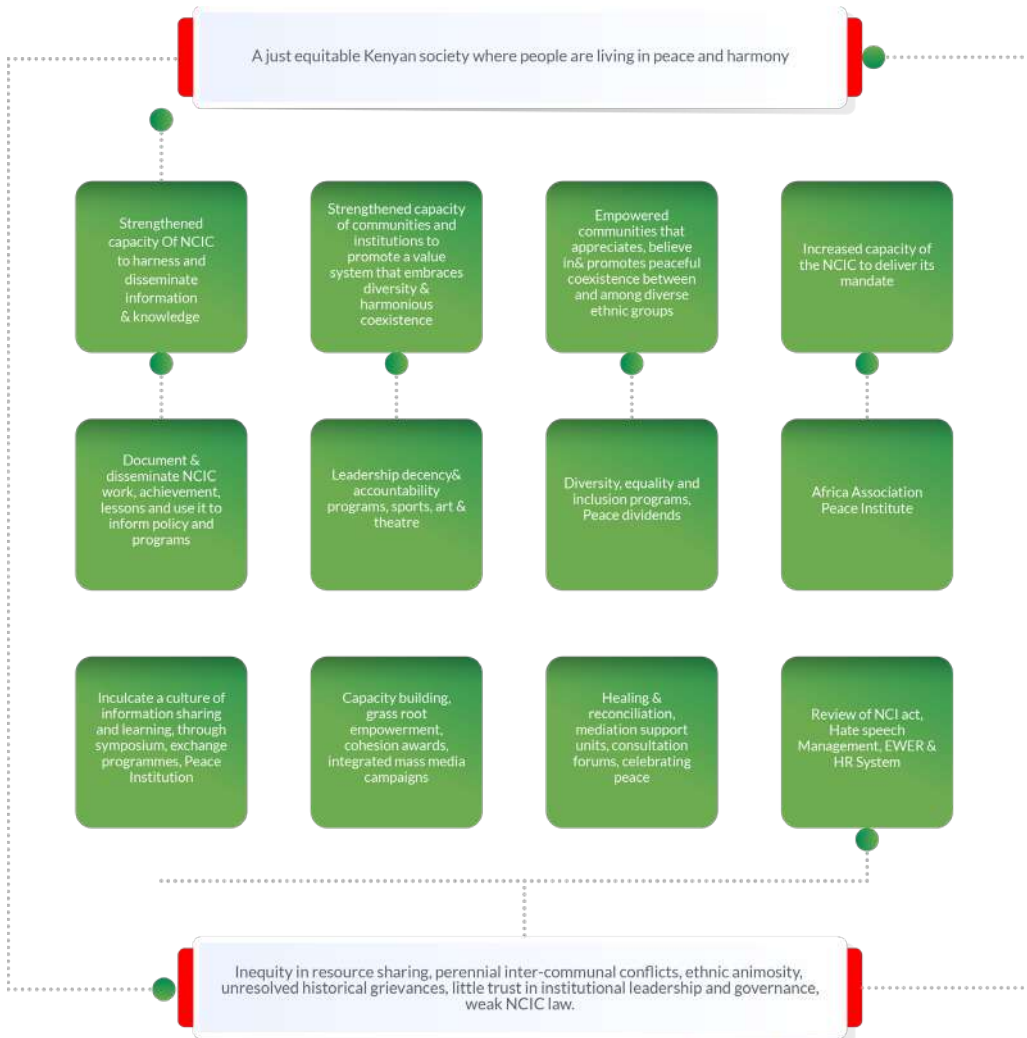 A just equitable Kenyan society where people are living in peace and harmony
Strengthened
capacity Of NCIC
to harness and
disseminate
information
& knowledge
Strengthened capacity
of communities and
institutions to
promote a value
system that embraces
diversity &
harmonious
coexistence
Empowered
communities that
appreciates, believe
in& promotes peaceful
coexistence between
and among diverse
ethnic groups
Increased capacity of
the NCIC to deliver its
mandate
Document &
disseminate NCIC
work, achievement,
lessons and use it to
inform policy and
programs
Leadership decency&
accountability
programs, sports, art &
theatre
Diversity, equality and
inclusion programs,
Peace dividends
Africa Association
Peace Institute
Inculcate a culture of
information sharing
and learning, through
symposium, exchange
programmes, Peace
Institution
Capacity building,
grass root
empowerment,
cohesion awards,
integrated mass media
campaigns
Healing &
reconciliation,
mediation support
units, consultation
forums, celebrating
peace
Review of NCI act,
Hate speech
Management, EWER &
HR System
Inequity in resource sharing, perennial inter-communal conflicts, ethnic animosity,
unresolved historical grievances, little trust in institutional leadership and governance,
weak NCIC law.